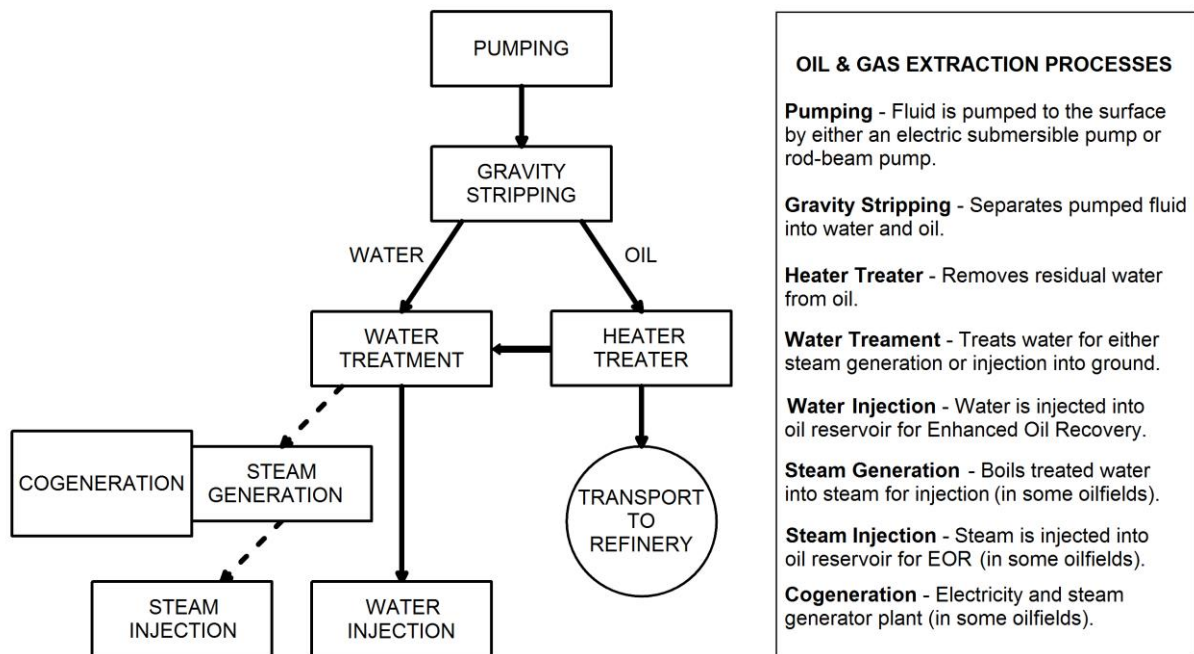 PUMPING
GRAVITY
STRIPPING
WATER
OIL
WATER
TREATMENT
HEATER
TREATER
COGENERATION
STEAM
GENERATION
TRANSPORT
TO
REFINERY
STEAM
INJECTION
WATER
INJECTION
OIL & GAS EXTRACTION PROCESSES
Pumping - Fluid is pumped to the surface
by either an electric submersible pump or
rod-beam pump.
Gravity Stripping - Separates pumped fluid
into water and oil.
Heater Treater - Removes residual water
from oil.
Water Treament - Treats water for either
steam generation or injection into ground.
Water Injection - Water is injected into
oil reservoir for Enhanced Oil Recovery.
Steam Generation - Boils treated water
into steam for injection (in some oilfields).
Steam Injection - Steam is injected into
oil reservoir for EOR (in some oilfields).
Cogeneration - Electricity and steam
generator plant (in some oilfields).